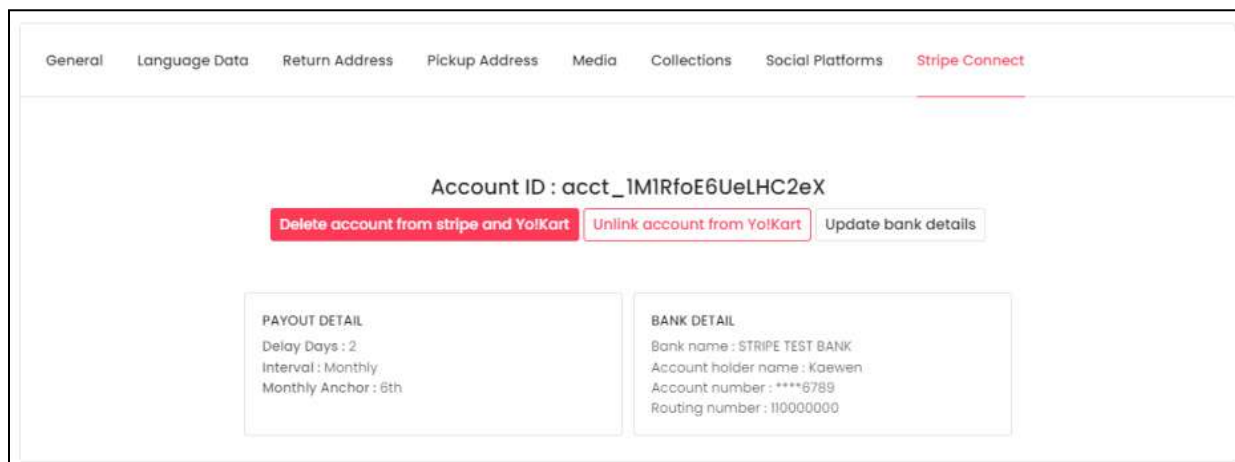 General Language Data Return Address Pickup Address Media Collections Social Platforms Stripe Connect
Account ID : acct_1M1RfoE6UeLHC2eX
Delete account from stripe and Yo!Kart Unlink account from Yo!Kart Update bank details
PAYOUT DETAIL
Delay Days : 2
Interval : Monthly
Monthly Anchor : 6th
BANK DETAIL
Bank name : STRIPE TEST BANK
Account holder name : Kaewen
Account number : ****6789
Routing number : 110000000